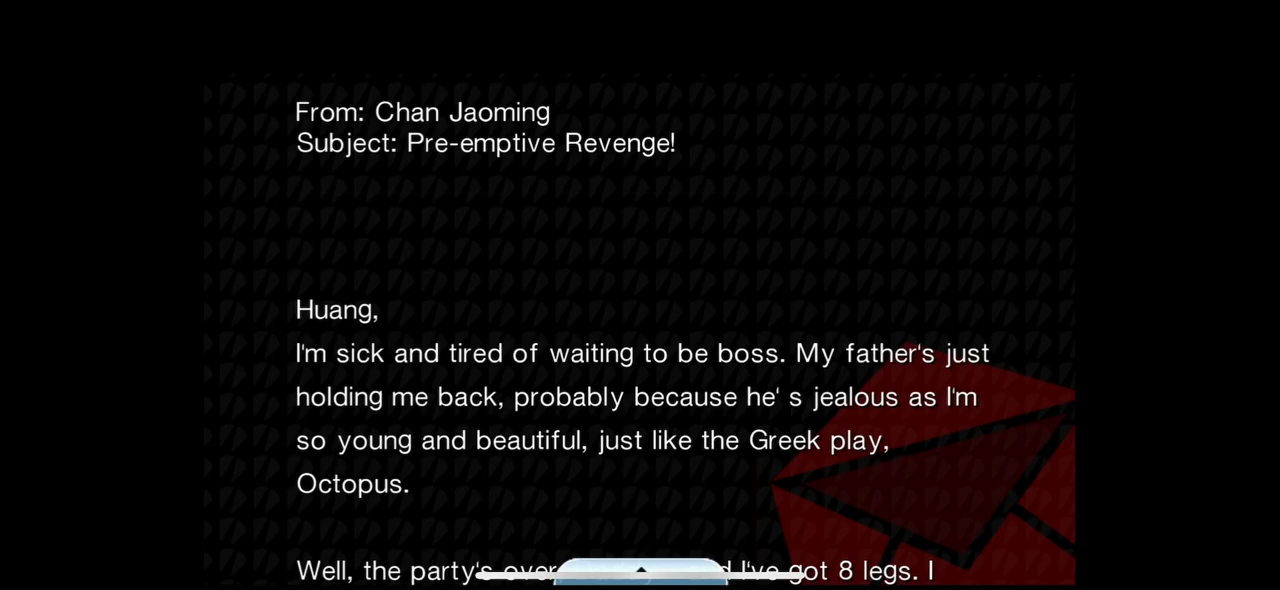 From: Chan Jaoming
Subject: Pre-emptive Revenge!
Huang,
I'm sick and tired of waiting to be boss. My father's just
holding me back, probably because he' s jealous as I'm
so young and beautiful, just like the Greek play,
Octopus.
Well, the party's over I've got 8 legs. I